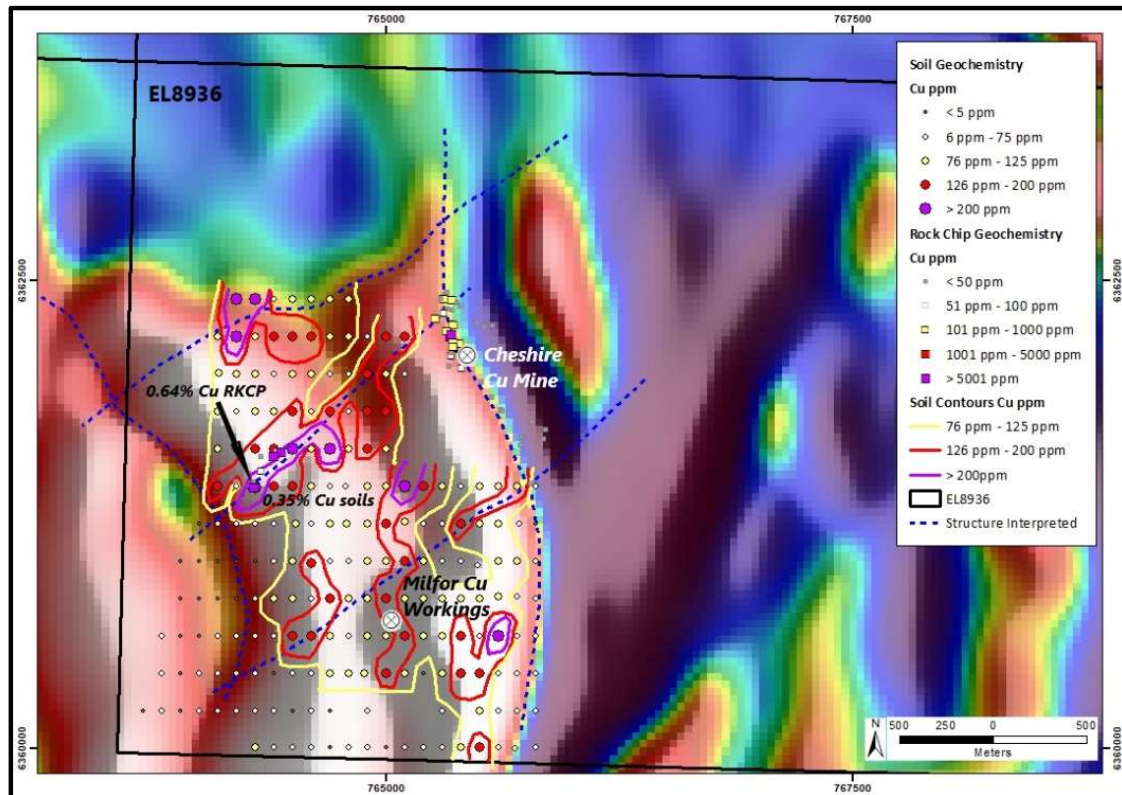 765000
767500
EL8936
Soil Geochemistry
Cu ppm
< 5 ppm
6 ppm - 75 ppm
76 ppm - 125 ppm
126 ppm - 200 ppm
> 200 ppm
Rock Chip Geochemistry
Cu ppm
< 50 ppm
51 ppm - 100 ppm
101 ppm - 1000 ppm
1001 ppm - 5000 ppm
> 5001 ppm
Soil Contours Cu ppm
76 ppm - 125 ppm
126 ppm - 200 ppm
> 200ppm
EL8936
Structure Interpreted
6362500
6362500
Cheshire
Cu Mine
0.64% Cu RKCP
0.35% Cu soils
Milfor Cu
Workings
N
500
250
0
500
Meters
6360000
6360000
765000
767500